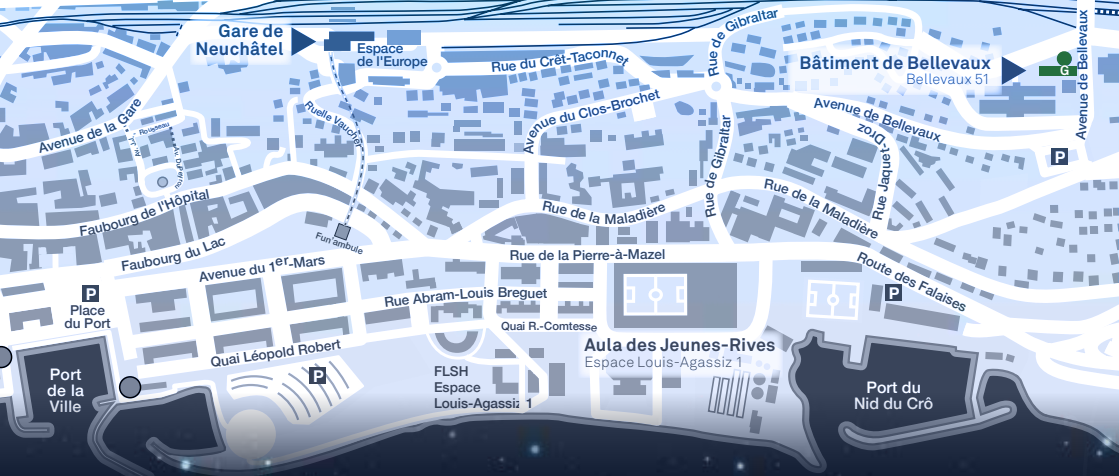 Gare de
Neuchâtel
Espace
de l'Europe
Rue du Crêt-Taconnet
Rue de Gibraltar
Bâtiment de Bellevaux
Bellevaux 51
G
Avenue de Bellevaux
Avenue de la Gare
Rousseau
Ruelle Vaucher
Avenue du Clos-Brochet
Rue de Gibraltar
Avenue de Bellevaux
Rue Jaquet-Droz
P
Faubourg de l'Hôpital
Rue de la Maladière
Rue de la Maladière
Fun'ambule
Faubourg du Lac
Avenue du 1er-Mars
Rue de la Pierre-à-Mazel
Route des Falaises
P
Place
du Port
Rue Abram-Louis Breguet
P
Quai R.-Comtesse
Quai Léopold Robert
Aula des Jeunes-Rives
Espace Louis-Agassiz 1
P
FLSH
Espace
Louis-Agassiz 1
Port
de la
Ville
Port du
Nid du Crô